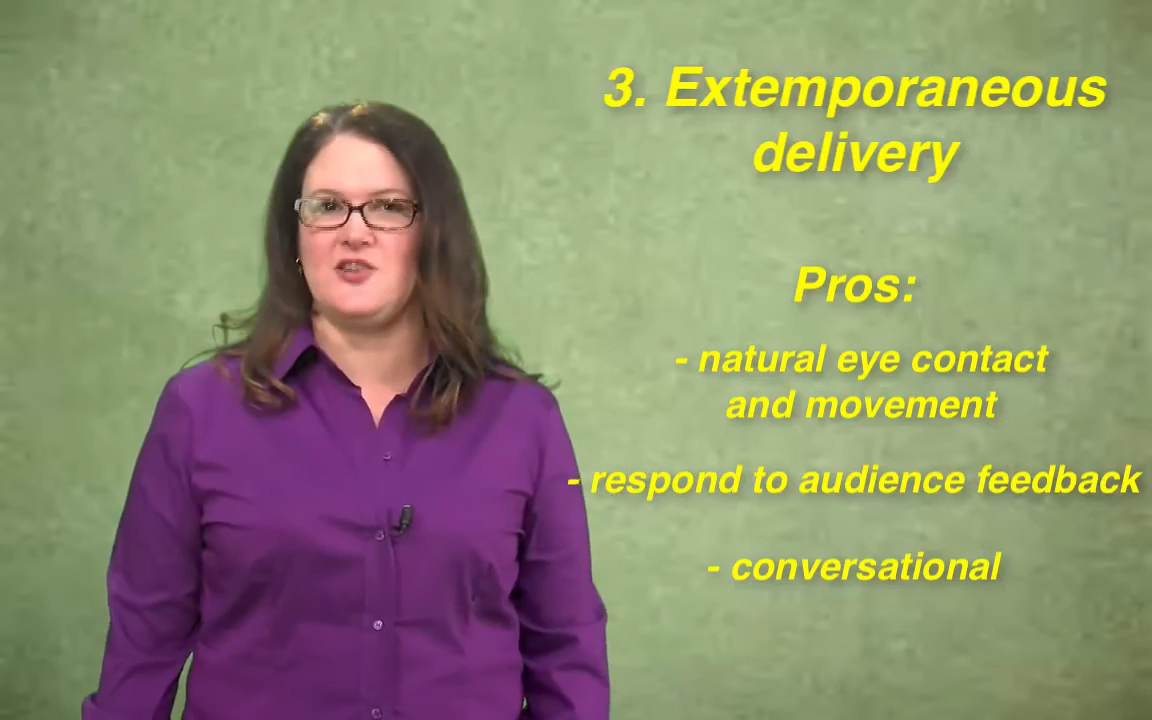 3. Extemporaneous
delivery
Pros:
- natural eye contact
and movement
- respond to audience feedback
- conversational